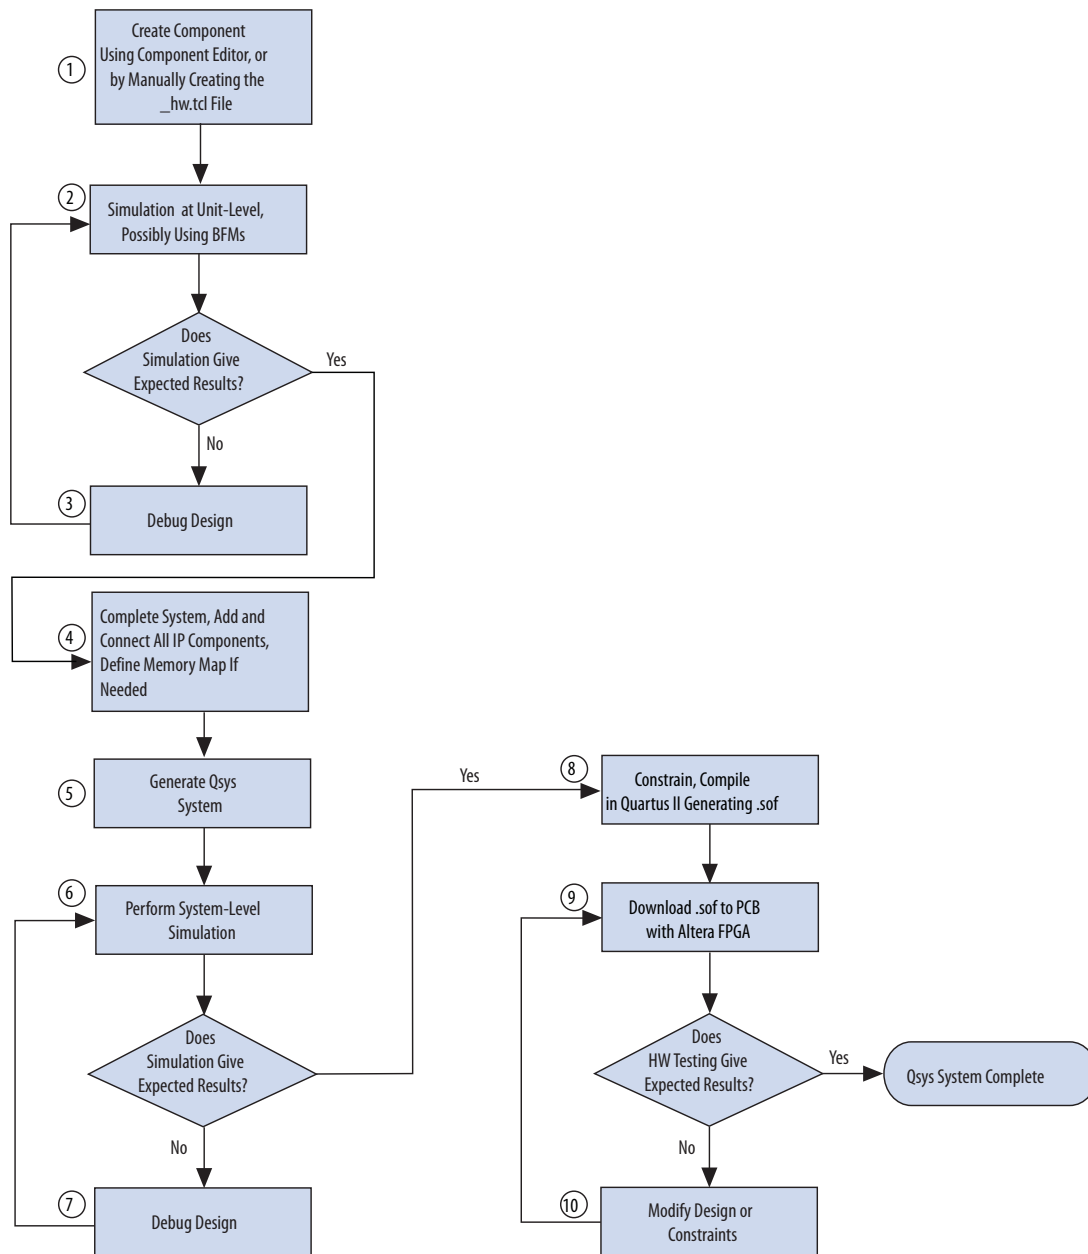 Create Component
Using Component Editor, or
by Manually Creating the
_hw.tcl File
1
2
Simulation at Unit-Level,
Possibly Using BFMs
Does
Simulation Give
Expected Results?
Yes
No
3
Debug Design
4
Complete System, Add and
Connect All IP Components,
Define Memory Map If
Needed
5
Generate Qsys
System
6
Perform System-Level
Simulation
Does
Simulation Give
Expected Results?
Yes
No
7
Debug Design
8
Constrain, Compile
in Quartus II Generating .sof
9
Download .sof to PCB
with Altera FPGA
Does
HW Testing Give
Expected Results?
Yes
Qsys System Complete
No
10
Modify Design or
Constraints